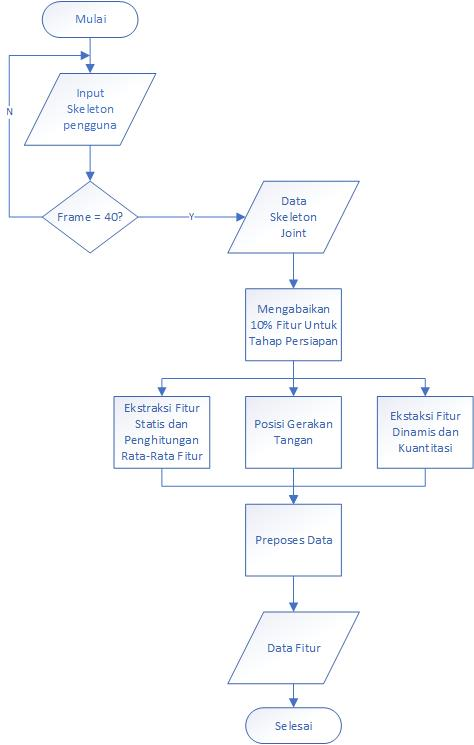 Mulai
Input
Skeleton
pengguna
N
Frame = 40?
Y
Data
Skeleton
Joint
Mengabaikan
10% Fitur Untuk
Tahap Persiapan
Ekstraksi Fitur
Statis dan
Penghitungan
Rata-Rata Fitur
Posisi Gerakan
Tangan
Ekstaksi Fitur
Dinamis dan
Kuantitasi
Preposes Data
Data Fitur
Selesai